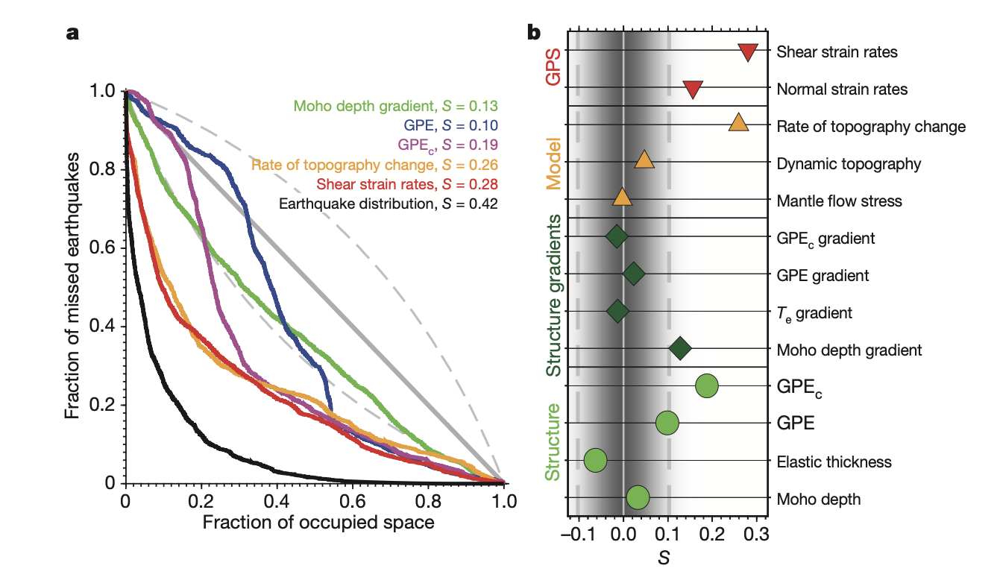 a
Fraction of missed earthquakes
1.0
0.8
0.6
0.4
0.2
0
0
0.2
0.4
0.6
0.8
1.0
Fraction of occupied space
Moho depth gradient, S = 0.13
GPE, S = 0.10
GPEc, S = 0.19
Rate of topography change, S = 0.26
Shear strain rates, S = 0.28
Earthquake distribution, S = 0.42
b
GPS
Model
Structure gradients
Structure
Shear strain rates
Normal strain rates
Rate of topography change
Dynamic topography
Mantle flow stress
GPEc gradient
GPE gradient
Te gradient
Moho depth gradient
GPEc
GPE
Elastic thickness
Moho depth
–0.1
0.0
0.1
0.2
0.3
S